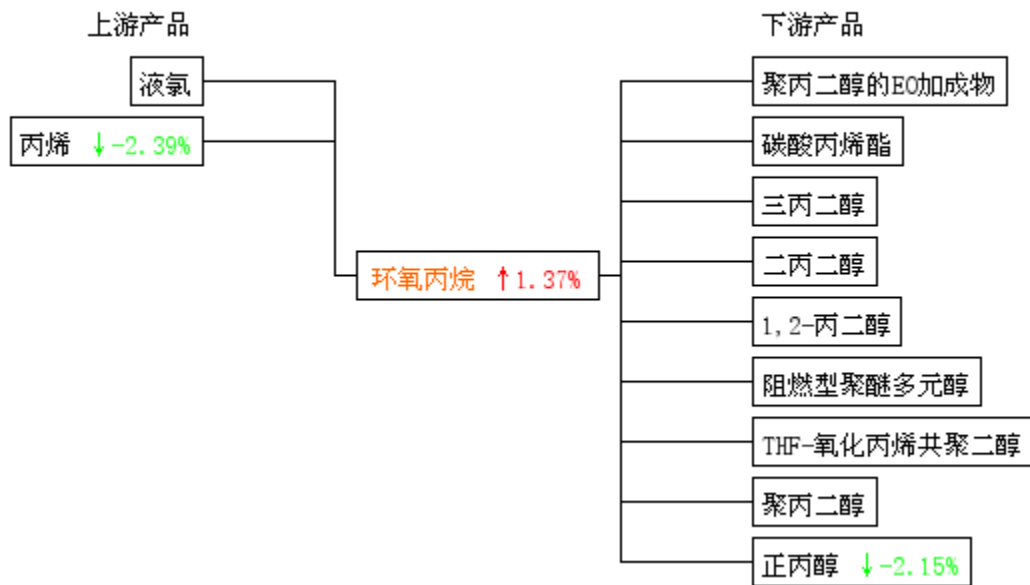 上游产品
液氯
丙烯 ↓-2.39%
环氧丙烷 ↑1.37%
下游产品
聚丙二醇的EO加成物
碳酸丙烯酯
三丙二醇
二丙二醇
1,2-丙二醇
阻燃型聚醚多元醇
THF-氧化丙烯共聚二醇
聚丙二醇
正丙醇 ↓-2.15%